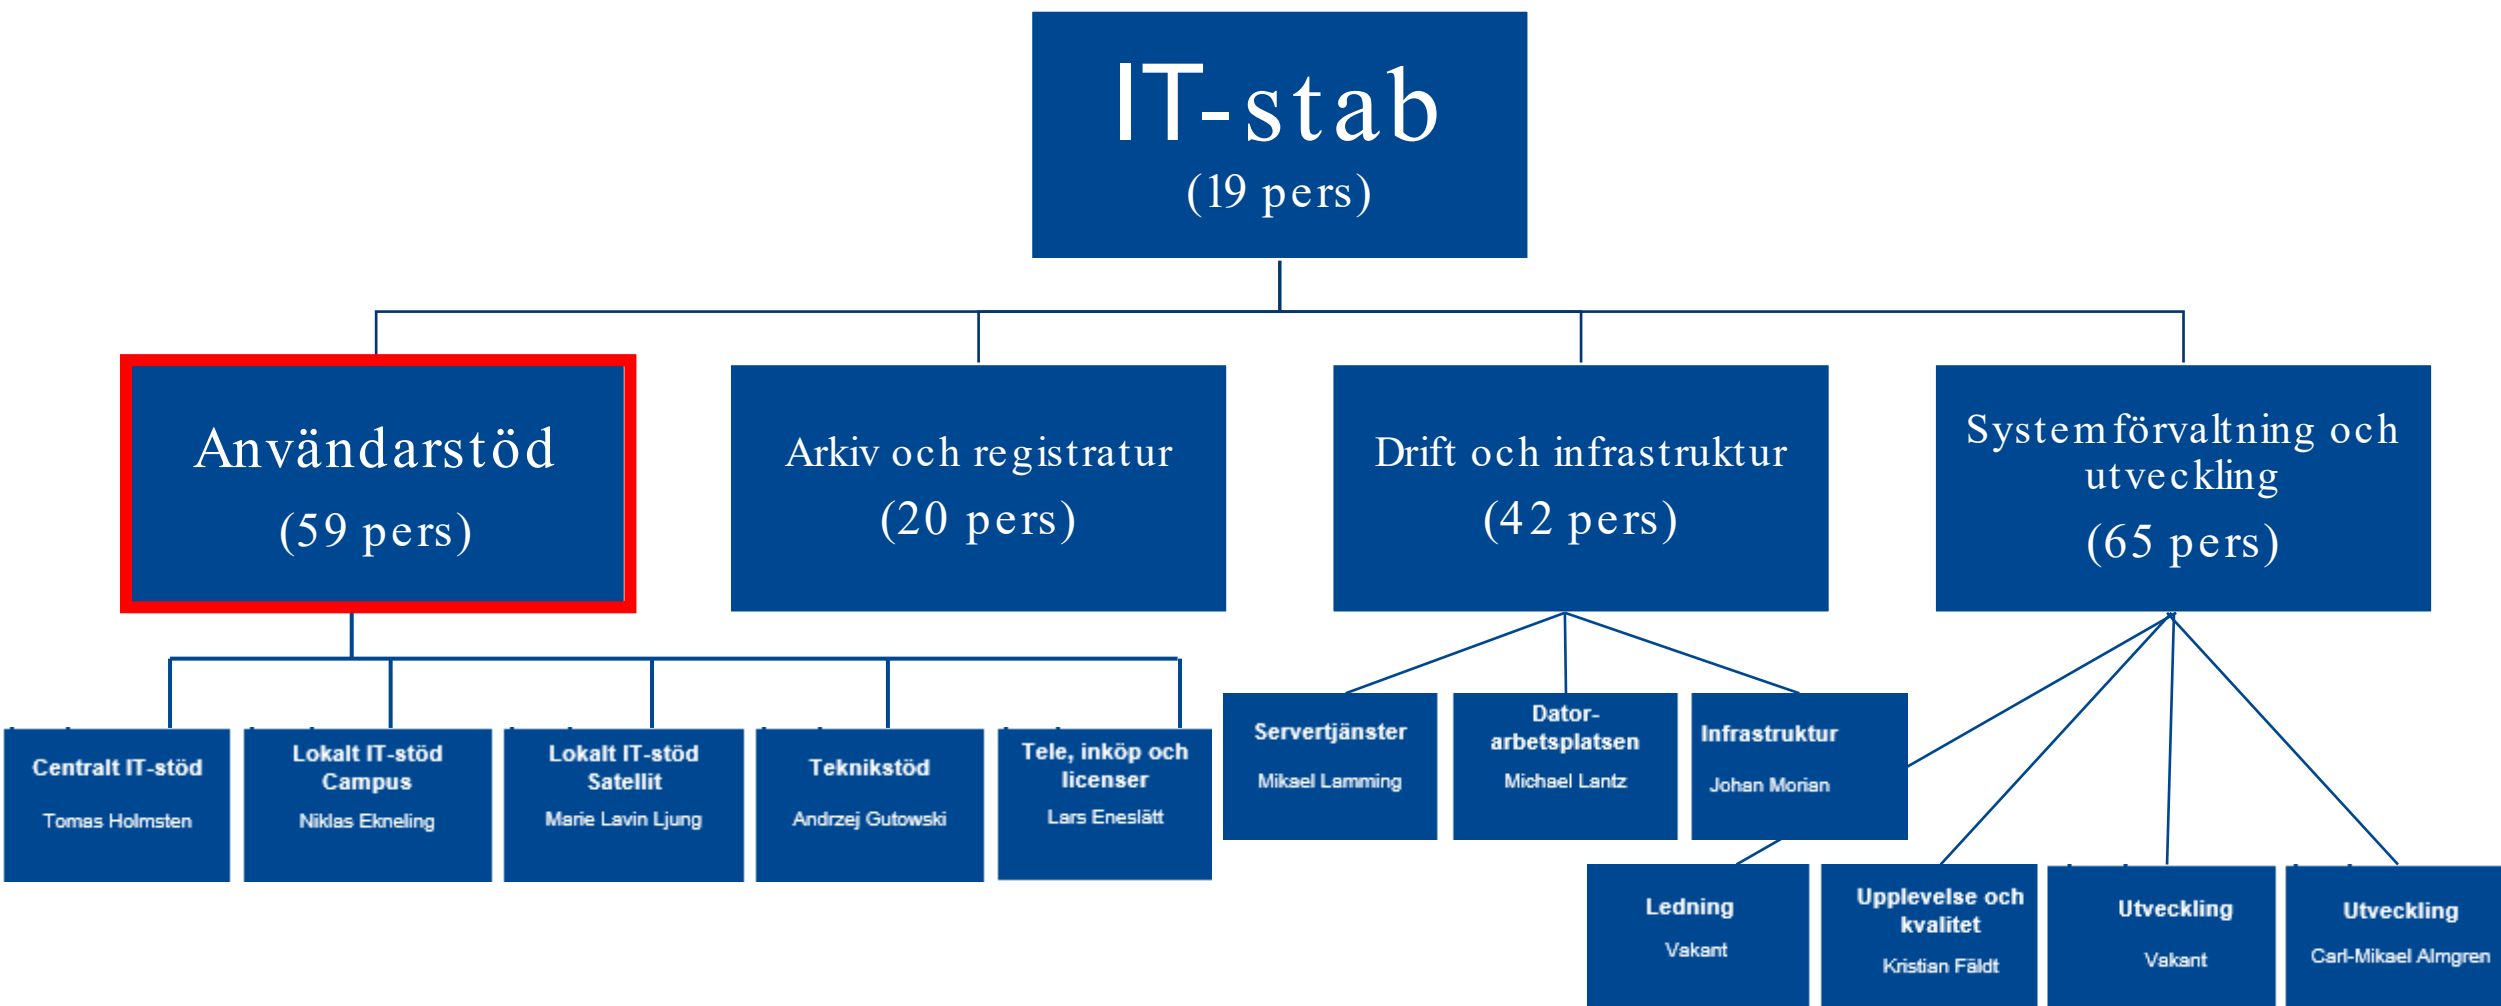 IT-stab
(19 pers)
Användarstöd
(59 pers)
Arkiv och registratur
(20 pers)
Drift och infrastruktur
(42 pers)
Systemförvaltning och
utveckling
(65 pers)
Centralt IT-stöd
Tomas Holmsten
Lokalt IT-stöd
Campus
Niklas Ekneling
Lokalt IT-stöd
Satellit
Marie Lavin Ljung
Teknikstöd
Andrzej Gutowski
Tele, inköp och
licenser
Lars Eneslätt
Servertjänster
Mikael Lamming
Dator-
arbetsplatsen
Michael Lantz
Infrastruktur
Johan Morian
Ledning
Vakant
Upplevelse och
kvalitet
Kristian Fäldt
Utveckling
Vakant
Utveckling
Carl-Mikael Almgren